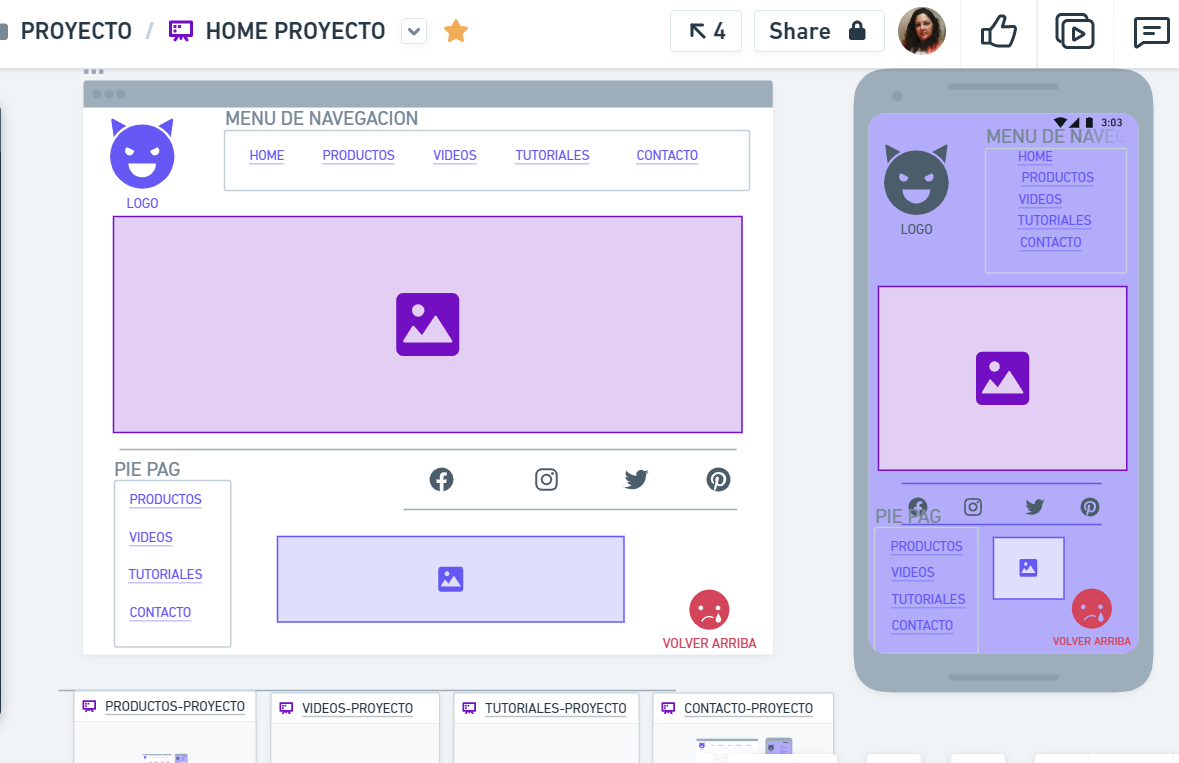 PROYECTO / HOME PROYECTO
4
Share
MENU DE NAVEGACION
HOME PRODUCTOS VIDEOS TUTORIALES CONTACTO
LOGO
PIE PAG
PRODUCTOS
VIDEOS
TUTORIALES
CONTACTO
VOLVER ARRIBA
3:03
MENU DE NAVEG
HOME
PRODUCTOS
VIDEOS
TUTORIALES
CONTACTO
LOGO
PIE PAG
PRODUCTOS
VIDEOS
TUTORIALES
CONTACTO
VOLVER ARRIBA
PRODUCTOS-PROYECTO
VIDEOS-PROYECTO
TUTORIALES-PROYECTO
CONTACTO-PROYECTO